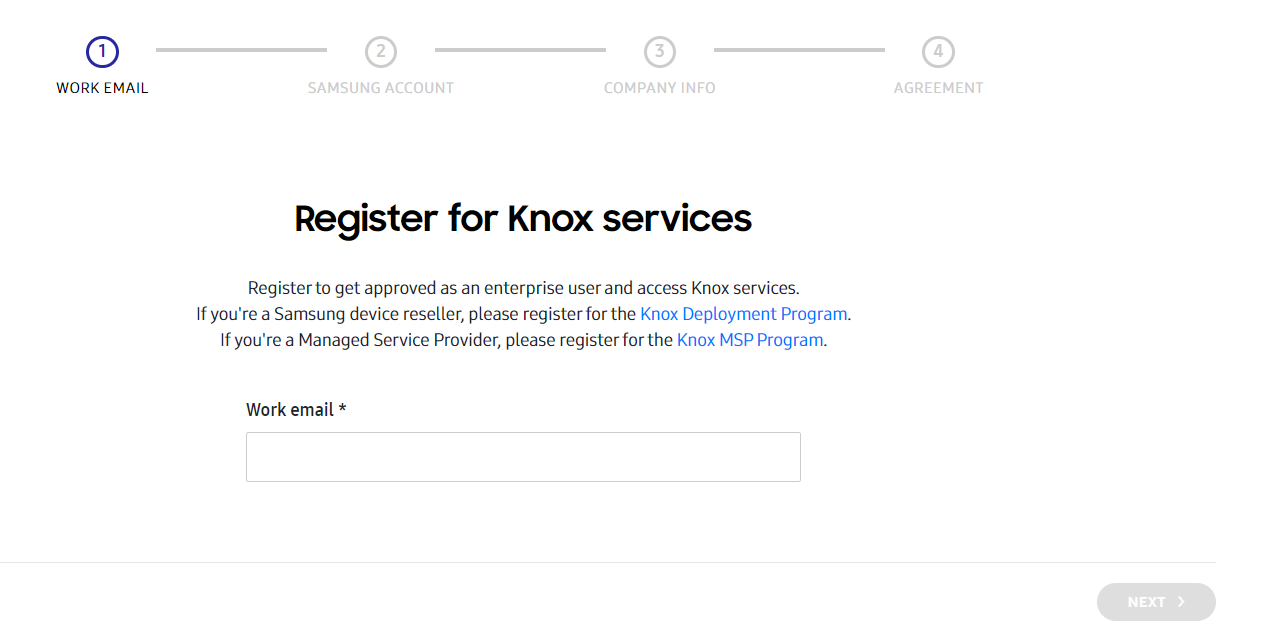 1
2
3
4
WORK EMAIL
SAMSUNG ACCOUNT
COMPANY INFO
AGREEMENT
Register for Knox services
Register to get approved as an enterprise user and access Knox services.
If you're a Samsung device reseller, please register for the Knox Deployment Program.
If you're a Managed Service Provider, please register for the Knox MSP Program.
Work email *
NEXT